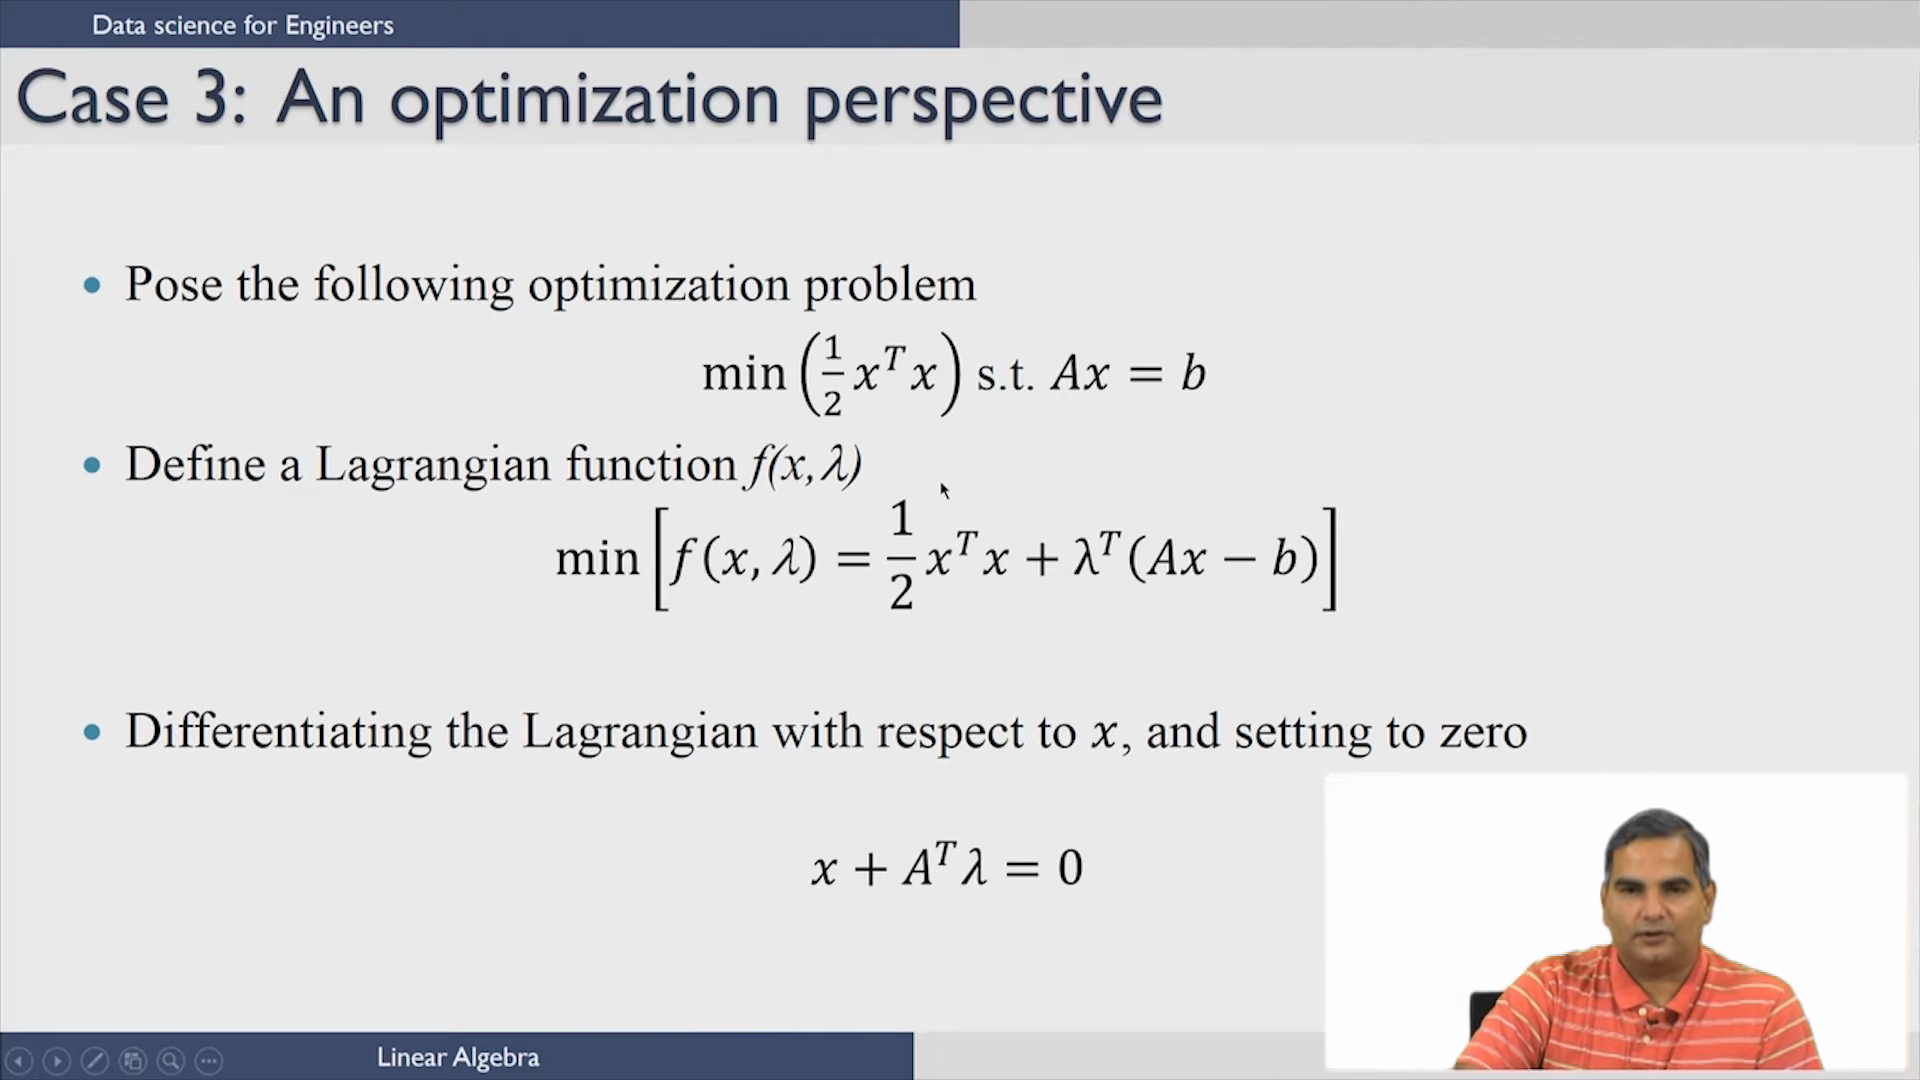 Data science for Engineers
Case 3: An optimization perspective
• Pose the following optimization problem
min (1/2 x^T x) s.t. Ax = b
• Define a Lagrangian function f(x, λ)
min [f(x, λ) = 1/2 x^T x + λ^T (Ax − b)]
• Differentiating the Lagrangian with respect to x, and setting to zero
x + A^T λ = 0
Linear Algebra